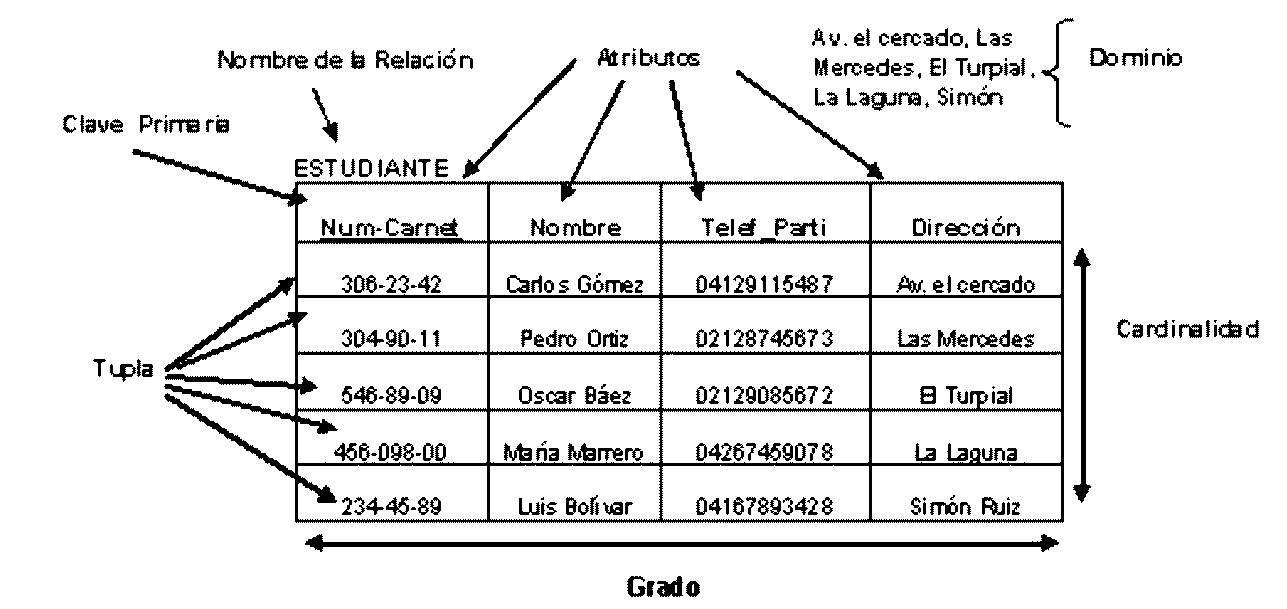 Nombre de la Relación
Atributos
Av. el cercado, Las
Mercedes, El Turpial,
La Laguna, Simón
Dominio
Clave Primaria
ESTUDIANTE
Num-Carnet Nombre Telef_Parti Dirección
306-23-42 Carlos Gómez 04129115487 Av. el cercado
304-90-11 Pedro Ortiz 02128745673 Las Mercedes
546-89-09 Oscar Báez 02129085672 El Turpial
456-098-00 María Marrero 04267459078 La Laguna
234-45-89 Luis Bolívar 04167893428 Simón Ruiz
Tupla
Cardinalidad
Grado